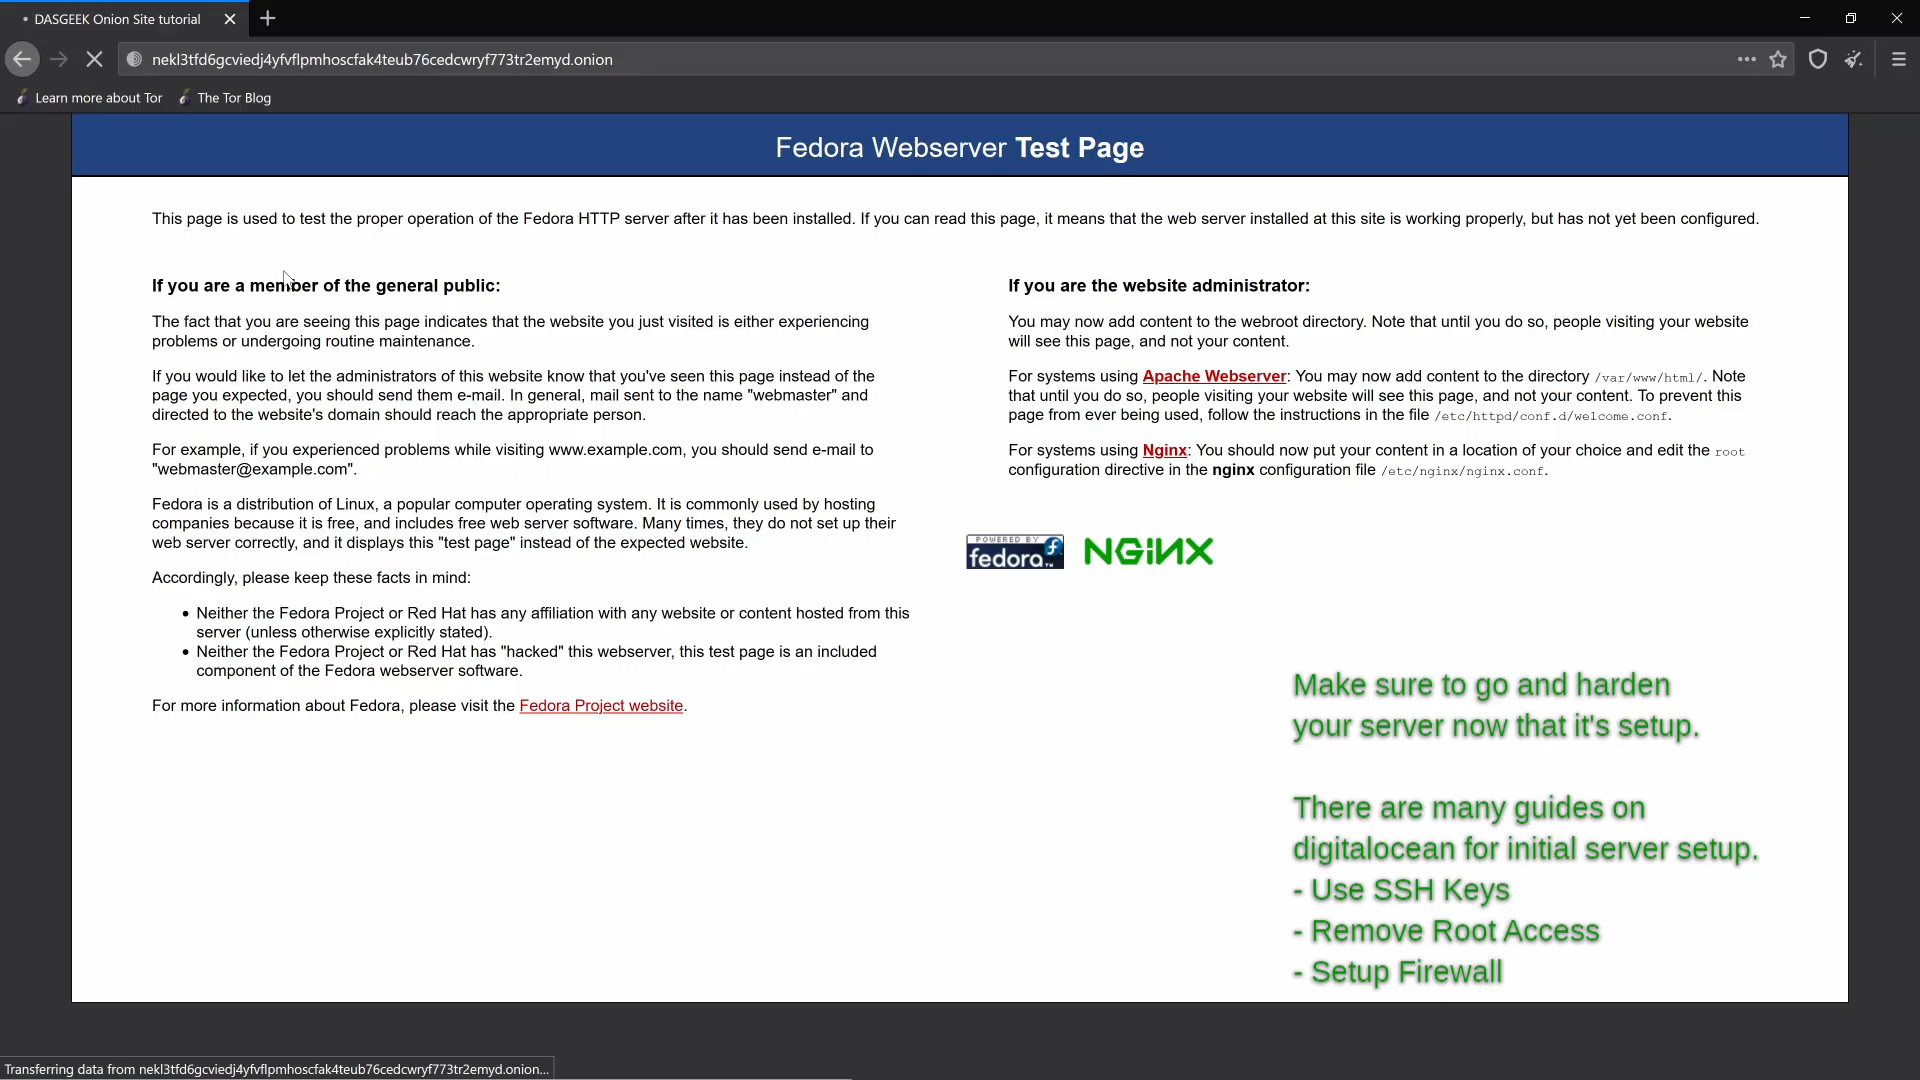 DASGEEK Onion Site tutorial
nekl3tfd6gcviedj4yfvflpmhoscfak4teub76cedcwryf773tr2emyd.onion
Learn more about Tor
The Tor Blog
Fedora Webserver Test Page
This page is used to test the proper operation of the Fedora HTTP server after it has been installed. If you can read this page, it means that the web server installed at this site is working properly, but has not yet been configured.
If you are a member of the general public:
The fact that you are seeing this page indicates that the website you just visited is either experiencing
problems or undergoing routine maintenance.
If you would like to let the administrators of this website know that you've seen this page instead of the
page you expected, you should send them e-mail. In general, mail sent to the name "webmaster" and
directed to the website's domain should reach the appropriate person.
For example, if you experienced problems while visiting www.example.com, you should send e-mail to
"webmaster@example.com".
Fedora is a distribution of Linux, a popular computer operating system. It is commonly used by hosting
companies because it is free, and includes free web server software. Many times, they do not set up their
web server correctly, and it displays this "test page" instead of the expected website.
Accordingly, please keep these facts in mind:
• Neither the Fedora Project or Red Hat has any affiliation with any website or content hosted from this
server (unless otherwise explicitly stated).
• Neither the Fedora Project or Red Hat has "hacked" this webserver, this test page is an included
component of the Fedora webserver software.
For more information about Fedora, please visit the Fedora Project website.
If you are the website administrator:
You may now add content to the webroot directory. Note that until you do so, people visiting your website
will see this page, and not your content.
For systems using Apache Webserver: You may now add content to the directory /var/www/html/. Note
that until you do so, people visiting your website will see this page, and not your content. To prevent this
page from ever being used, follow the instructions in the file /etc/httpd/conf.d/welcome.conf.
For systems using Nginx: You should now put your content in a location of your choice and edit the root
configuration directive in the nginx configuration file /etc/nginx/nginx.conf.
POWERED BY
fedora™
NGINX
Make sure to go and harden
your server now that it's setup.
There are many guides on
digitalocean for initial server setup.
- Use SSH Keys
- Remove Root Access
- Setup Firewall
Transferring data from nekl3tfd6gcviedj4yfvflpmhoscfak4teub76cedcwryf773tr2emyd.onion...